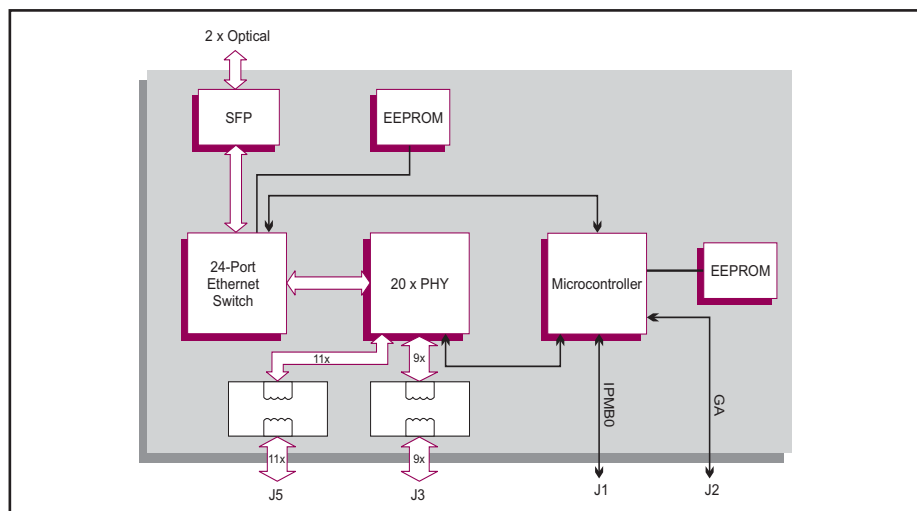 2 x Optical
SFP
EEPROM
24-Port
Ethernet
Switch
20 x PHY
Microcontroller
EEPROM
11x
9x
IPMB0
GA
11x
9x
J5
J3
J1
J2